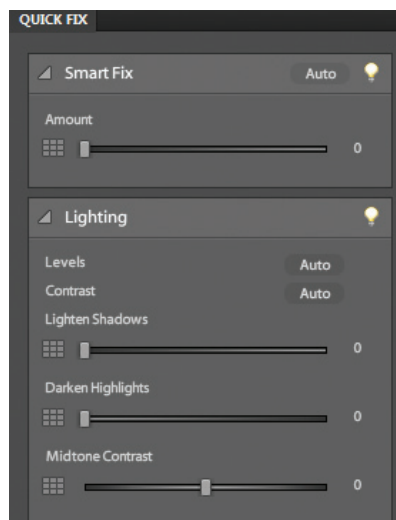 QUICK FIX
Smart Fix Auto
Amount
0
Lighting
Levels Auto
Contrast Auto
Lighten Shadows
0
Darken Highlights
0
Midtone Contrast
0